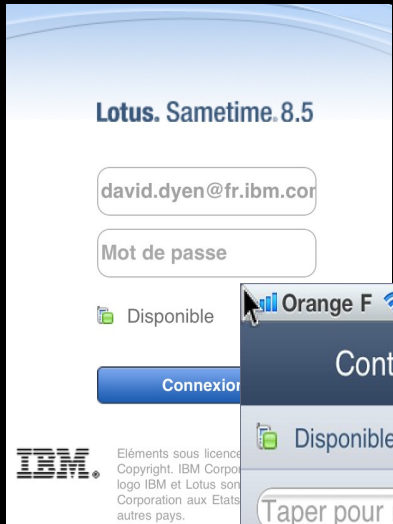 Lotus. Sametime. 8.5
david.dyen@fr.ibm.com
Mot de passe
Disponible
Connexion
IBM.
Eléments sous licence
Copyright. IBM Corpor
logo IBM et Lotus son
Corporation aux Etats
autres pays.
Orange F
Cont
Disponible
Taper pour